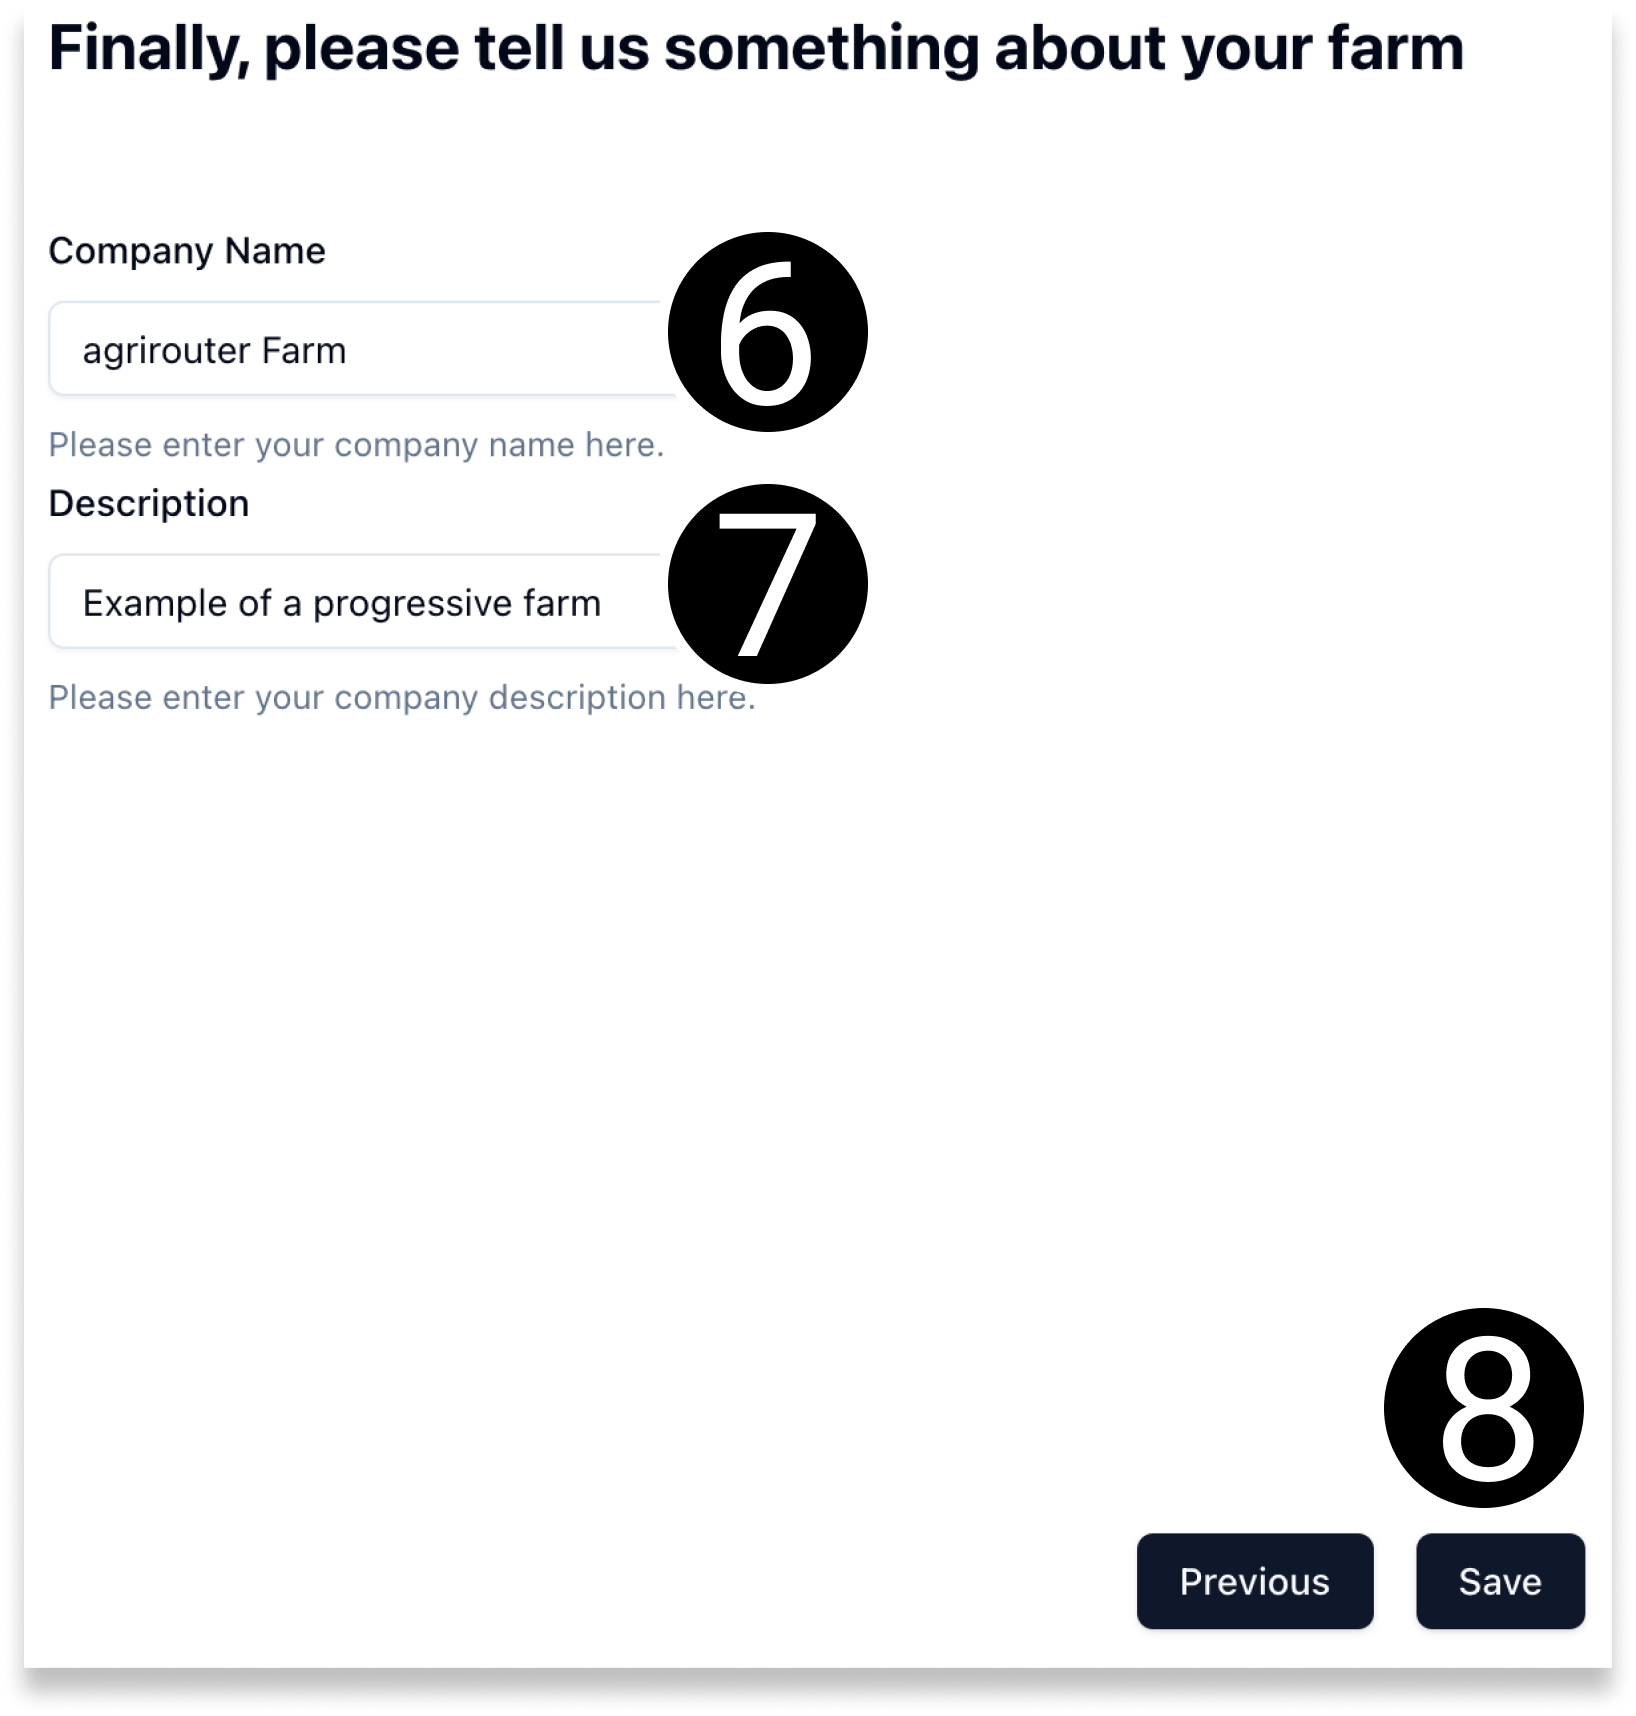 Finally, please tell us something about your farm
Company Name
6
agrirouter Farm
Please enter your company name here.
Description
7
Example of a progressive farm
Please enter your company description here.
8
Previous
Save